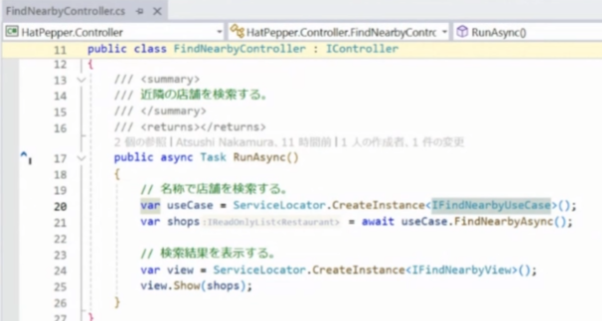 FindNearbyController.cs
HatPepper.Controller HatPepper.Controller.FindNearbyContrc RunAsync()
11 public class FindNearbyController : IController
12 {
13 /// <summary>
14 /// 近隣の店舗を検索する。
15 /// </summary>
16 /// <returns></returns>
2 個の参照 | Atsushi Nakamura、11 時間前 | 1 人の作成者、1 件の変更
17 public async Task RunAsync()
18 {
19 // 名称で店舗を検索する。
20 var useCase = ServiceLocator.CreateInstance<IFindNearbyUseCase>();
21 var shops :IReadOnlyList<Restaurant> = await useCase.FindNearbyAsync();
22
23 // 検索結果を表示する。
24 var view = ServiceLocator.CreateInstance<IFindNearbyView>();
25 view.Show(shops);
26 }
27 }